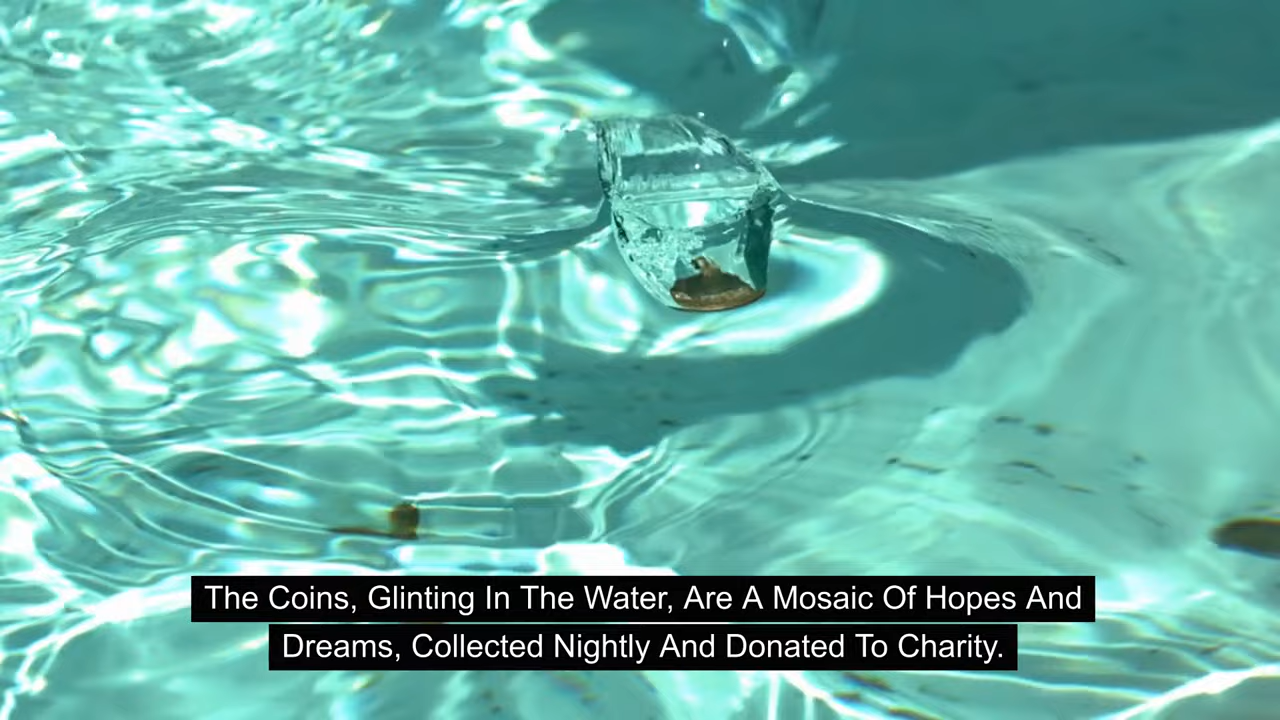 The Coins, Glinting In The Water, Are A Mosaic Of Hopes And
Dreams, Collected Nightly And Donated To Charity.